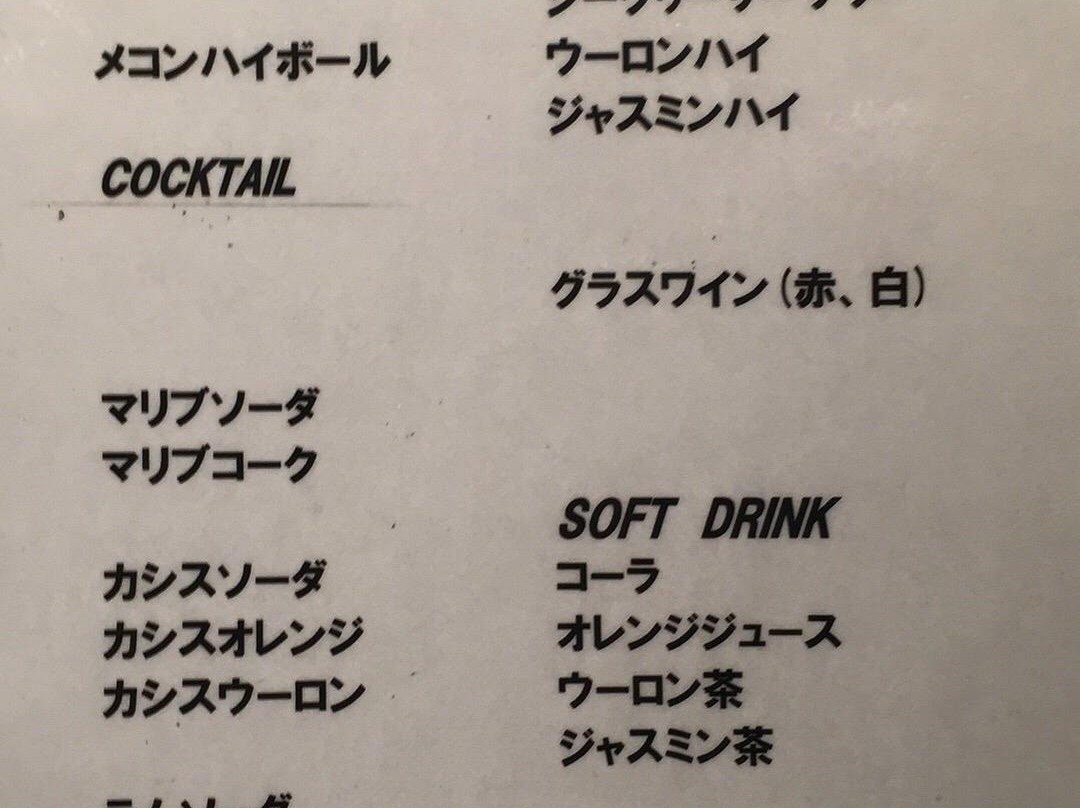 メコンハイボール
COCKTAIL
マリブソーダ
マリブコーク
カシスソーダ
カシスオレンジ
カシスウーロン
ウーロンハイ
ジャスミンハイ
グラスワイン(赤、白)
SOFT DRINK
コーラ
オレンジジュース
ウーロン茶
ジャスミン茶